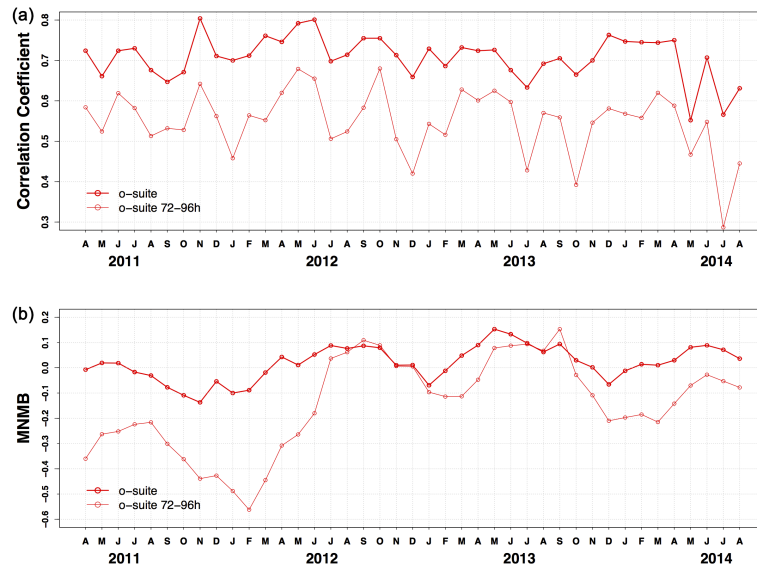 (a)
Correlation Coefficient
0.8
0.7
0.6
0.5
0.4
0.3
o-suite
o-suite 72-96h
A M J J A S O N D J F M A M J J A S O N D J F M A M J J A S O N D J F M A M J J A
2011 2012 2013 2014
(b)
MNMB
0.2
0.1
0.0
-0.1
-0.2
-0.3
-0.4
-0.5
-0.6
o-suite
o-suite 72-96h
A M J J A S O N D J F M A M J J A S O N D J F M A M J J A S O N D J F M A M J J A
2011 2012 2013 2014